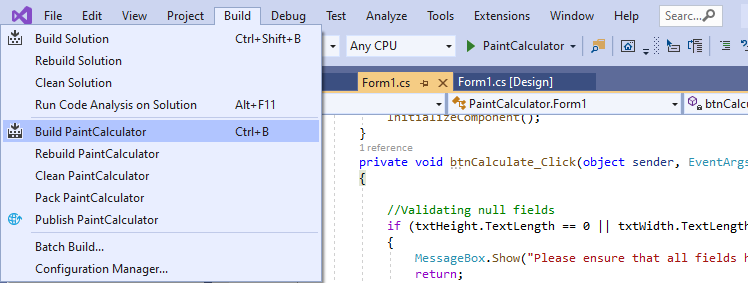 File Edit View Project Build Debug Test Analyze Tools Extensions Window Help Searc...
Build Solution Ctrl+Shift+B
Any CPU PaintCalculator
Rebuild Solution
Clean Solution
Form1.cs Form1.cs [Design]
Run Code Analysis on Solution Alt+F11
PaintCalculator.Form1 btnCalc
InitializeComponent();
Build PaintCalculator Ctrl+B
}
1 reference
Rebuild PaintCalculator
private void btnCalculate_Click(object sender, EventArgs
Clean PaintCalculator
{
Pack PaintCalculator
//Validating null fields
Publish PaintCalculator
if (txtHeight.TextLength == 0 || txtWidth.TextLength
Batch Build...
{
MessageBox.Show("Please ensure that all fields h
Configuration Manager...
return;